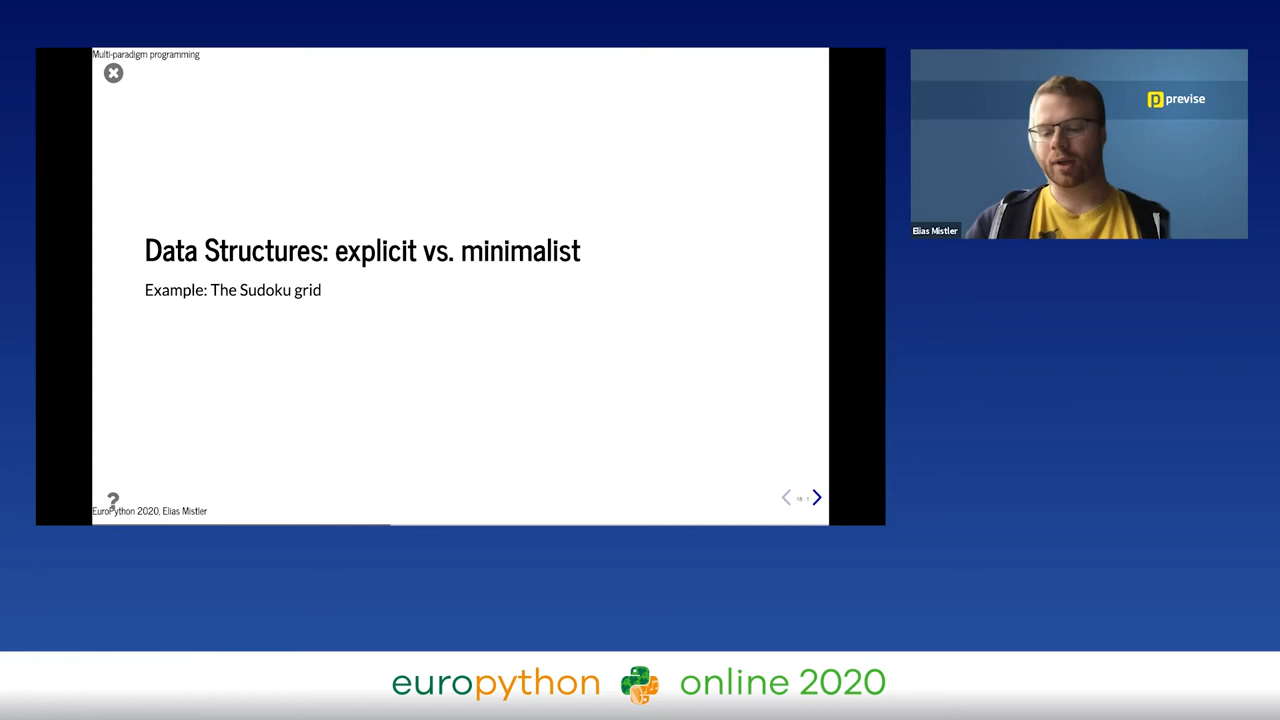 Multi-paradigm programming
Data Structures: explicit vs. minimalist
Example: The Sudoku grid
?
EuroPython 2020, Elias Mistler
previse
Elias Mistler
europython online 2020